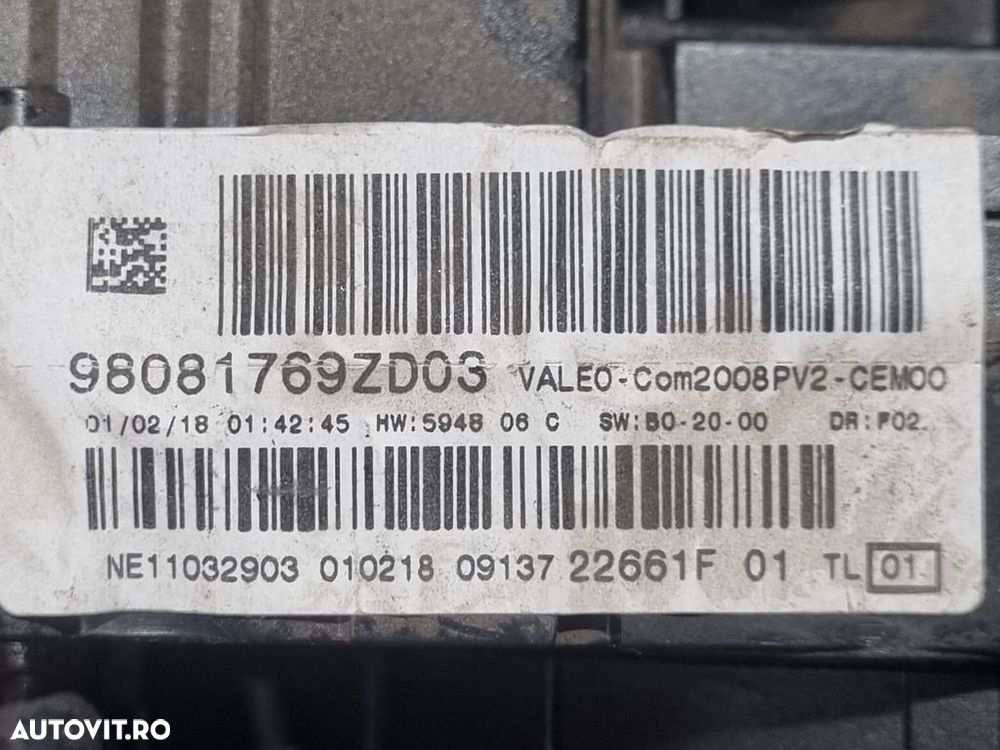 98081769ZD03 VALEO-Com2008PV2-CEM00
01/02/18 01:42:45 HW:5948 06 C SW:50-20-00 DR:F02
NE11032903 010218 09137 22661F 01 TL 01
AUTOVIT.RO